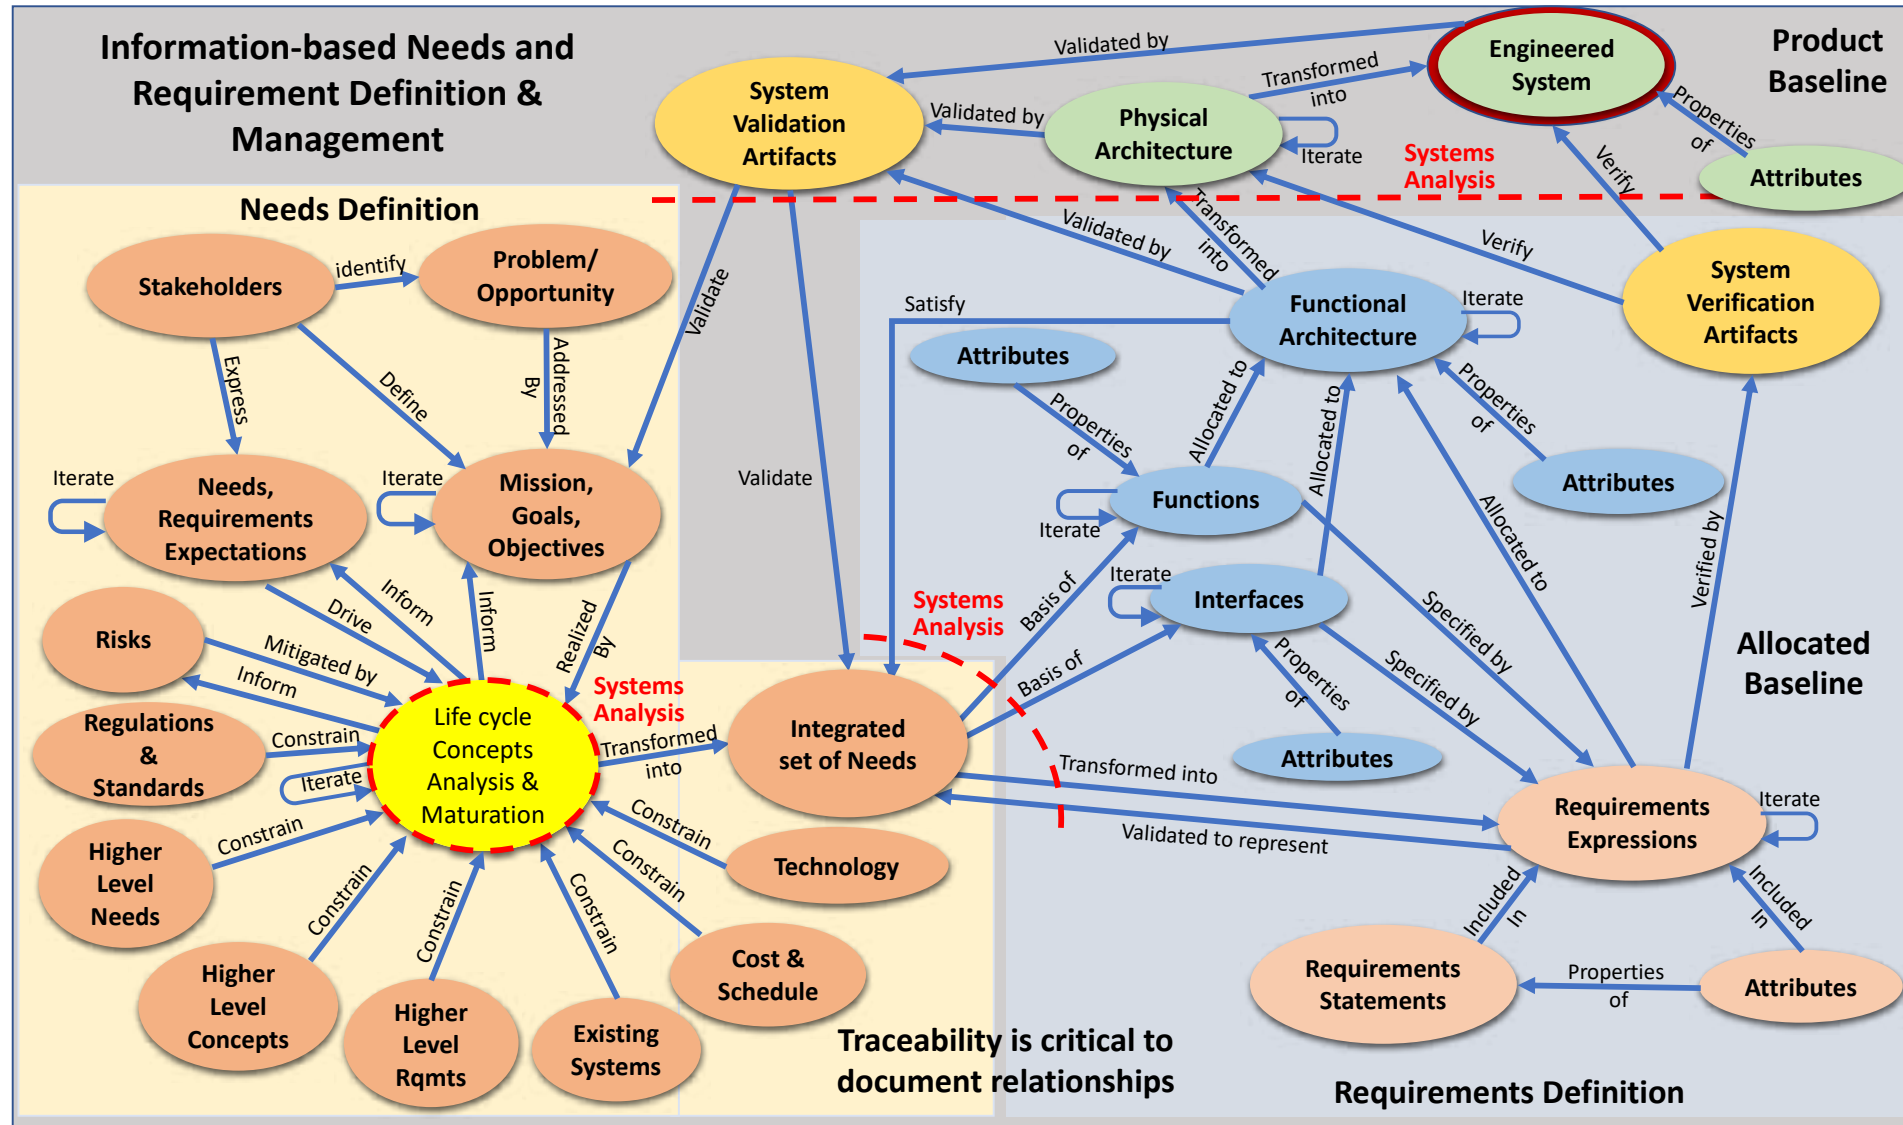 Information-based Needs and
Requirement Definition &
Management
Product
Baseline
Engineered
System
Validated by
Transformed
into
Properties
of
System
Validation
Artifacts
Validated by
Physical
Architecture
Iterate
Systems
Analysis
Verify
Attributes
Needs Definition
Stakeholders
identify
Problem/
Opportunity
Validate
Validated by
Transformed
into
Verify
System
Verification
Artifacts
Satisfy
Functional
Architecture
Iterate
Attributes
Express
Define
Addressed
By
Properties
of
Allocated to
Allocated to
Properties
of
Attributes
Iterate
Needs,
Requirements
Expectations
Iterate
Mission,
Goals,
Objectives
Validate
Functions
Iterate
Allocated to
Verified by
Drive
Inform
Inform
Realized
By
Systems
Analysis
Basis of
Iterate
Interfaces
Specified by
Risks
Mitigated by
Inform
Systems
Analysis
Basis of
Properties
of
Specified by
Allocated
Baseline
Regulations
&
Standards
Constrain
Iterate
Life cycle
Concepts
Analysis &
Maturation
Transformed
into
Integrated
set of Needs
Attributes
Transformed into
Validated to represent
Requirements
Expressions
Iterate
Higher
Level
Needs
Constrain
Constrain
Technology
Constrain
Constrain
Constrain
Constrain
Included
In
Included
In
Higher
Level
Concepts
Higher
Level
Rqmts
Existing
Systems
Cost &
Schedule
Requirements
Statements
Properties
of
Attributes
Traceability is critical to
document relationships
Requirements Definition